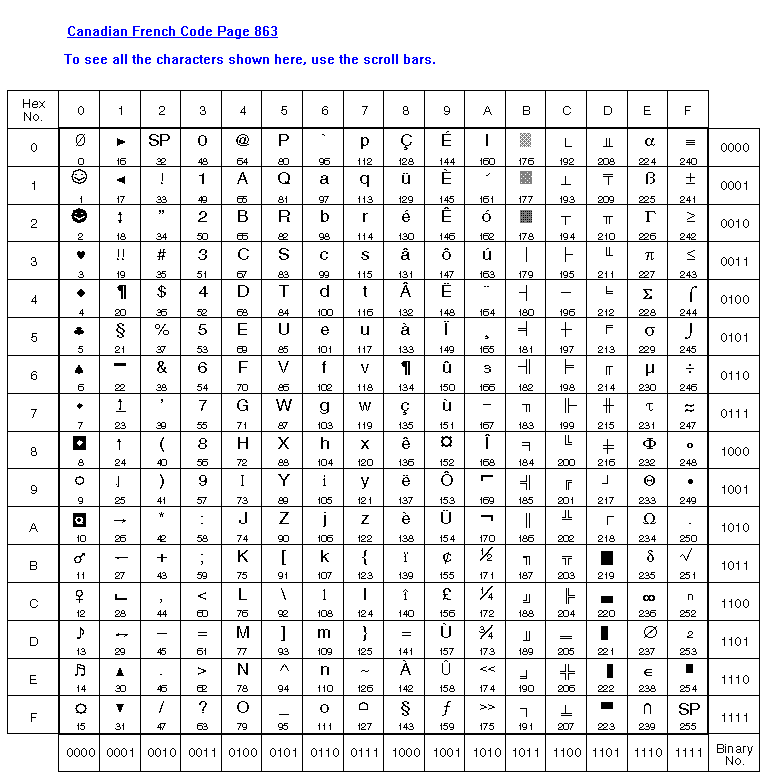 Canadian French Code Page 863
To see all the characters shown here, use the scroll bars.
Hex No. 0 1 2 3 4 5 6 7 8 9 A B C D E F
0 Ø ► SP 0 @ P ` p Ç É | ░ └ ╨ α ≡ 0000
0 16 32 48 64 80 96 112 128 144 160 176 192 208 224 240
1 ☺ ◄ ! 1 A Q a q ü È ´ ▒ ┴ ╤ ß ± 0001
1 17 33 49 65 81 97 113 129 145 161 177 193 209 225 241
2 ☻ ↕ ” 2 B R b r é Ê ó ▓ ┬ ╥ Γ ≥ 0010
2 18 34 50 66 82 98 114 130 146 162 178 194 210 226 242
3 ♥ !! # 3 C S c s â ô ú │ ├ ╙ π ≤ 0011
3 19 35 51 67 83 99 115 131 147 163 179 195 211 227 243
4 ♦ ¶ $ 4 D T d t Â Ë ¨ ┤ ─ ╘ Σ ⌠ 0100
4 20 36 52 68 84 100 116 132 148 164 180 196 212 228 244
5 ♣ § % 5 E U e u à Ï ¸ ╡ ┼ ╒ σ ⌡ 0101
5 21 37 53 69 85 101 117 133 149 165 181 197 213 229 245
6 ♠ ▬ & 6 F V f v ¶ û ³ ╢ ╞ ╓ µ ÷ 0110
6 22 38 54 70 86 102 118 134 150 166 182 198 214 230 246
7 • ↨ ' 7 G W g w ç ù – ╖ ╟ ╫ τ ≈ 0111
7 23 39 55 71 87 103 119 135 151 167 183 199 215 231 247
8 ◘ ↑ ( 8 H X h x ê ¤ Î ╕ ╚ ╪ Φ ° 1000
8 24 40 56 72 88 104 120 136 152 168 184 200 216 232 248
9 ○ ↓ ) 9 I Y i y ë Ô ⌐ ╣ ╔ ┘ Θ • 1001
9 25 41 57 73 89 105 121 137 153 169 185 201 217 233 249
A ◙ → * : J Z j z è Ü ¬ ║ ╩ ┌ Ω . 1010
10 26 42 58 74 90 106 122 138 154 170 186 202 218 234 250
B ♂ ← + ; K [ k { ï ¢ ½ ╗ ╦ █ δ √ 1011
11 27 43 59 75 91 107 123 139 155 171 187 203 219 235 251
C ♀ ∟ , < L \ l | î £ ¼ ╝ ╠ ▄ ∞ ⁿ 1100
12 28 44 60 76 92 108 124 140 156 172 188 204 220 236 252
D ♪ ↔ − = M ] m } = Ù ¾ ╜ ═ ▌ ∅ ² 1101
13 29 45 61 77 93 109 125 141 157 173 189 205 221 237 253
E ♬ ▲ . > N ^ n ~ À Û << ╛ ╬ ▐ ∈ ■ 1110
14 30 46 62 78 94 110 126 142 158 174 190 206 222 238 254
F ☼ ▼ / ? O _ o ⌂ § ƒ >> ┐ ╧ ▀ ∩ SP 1111
15 31 47 63 79 95 111 127 143 159 175 191 207 223 239 255
0000 0001 0010 0011 0100 0101 0110 0111 1000 1001 1010 1011 1100 1101 1110 1111 Binary No.